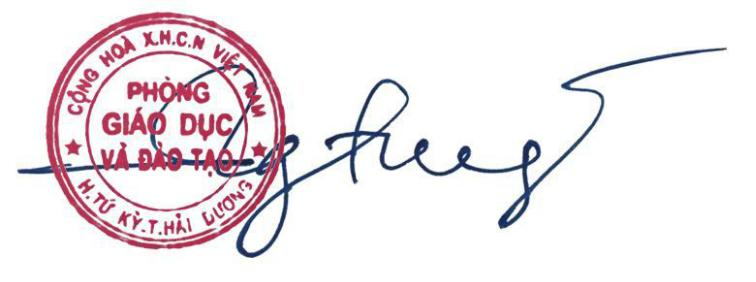 CỘNG HOÀ X.H.C.N VIỆT NAM
PHÒNG
GIÁO DỤC
VÀ ĐÀO TẠO
H.TỨ KỲ.T.HẢI DƯƠNG